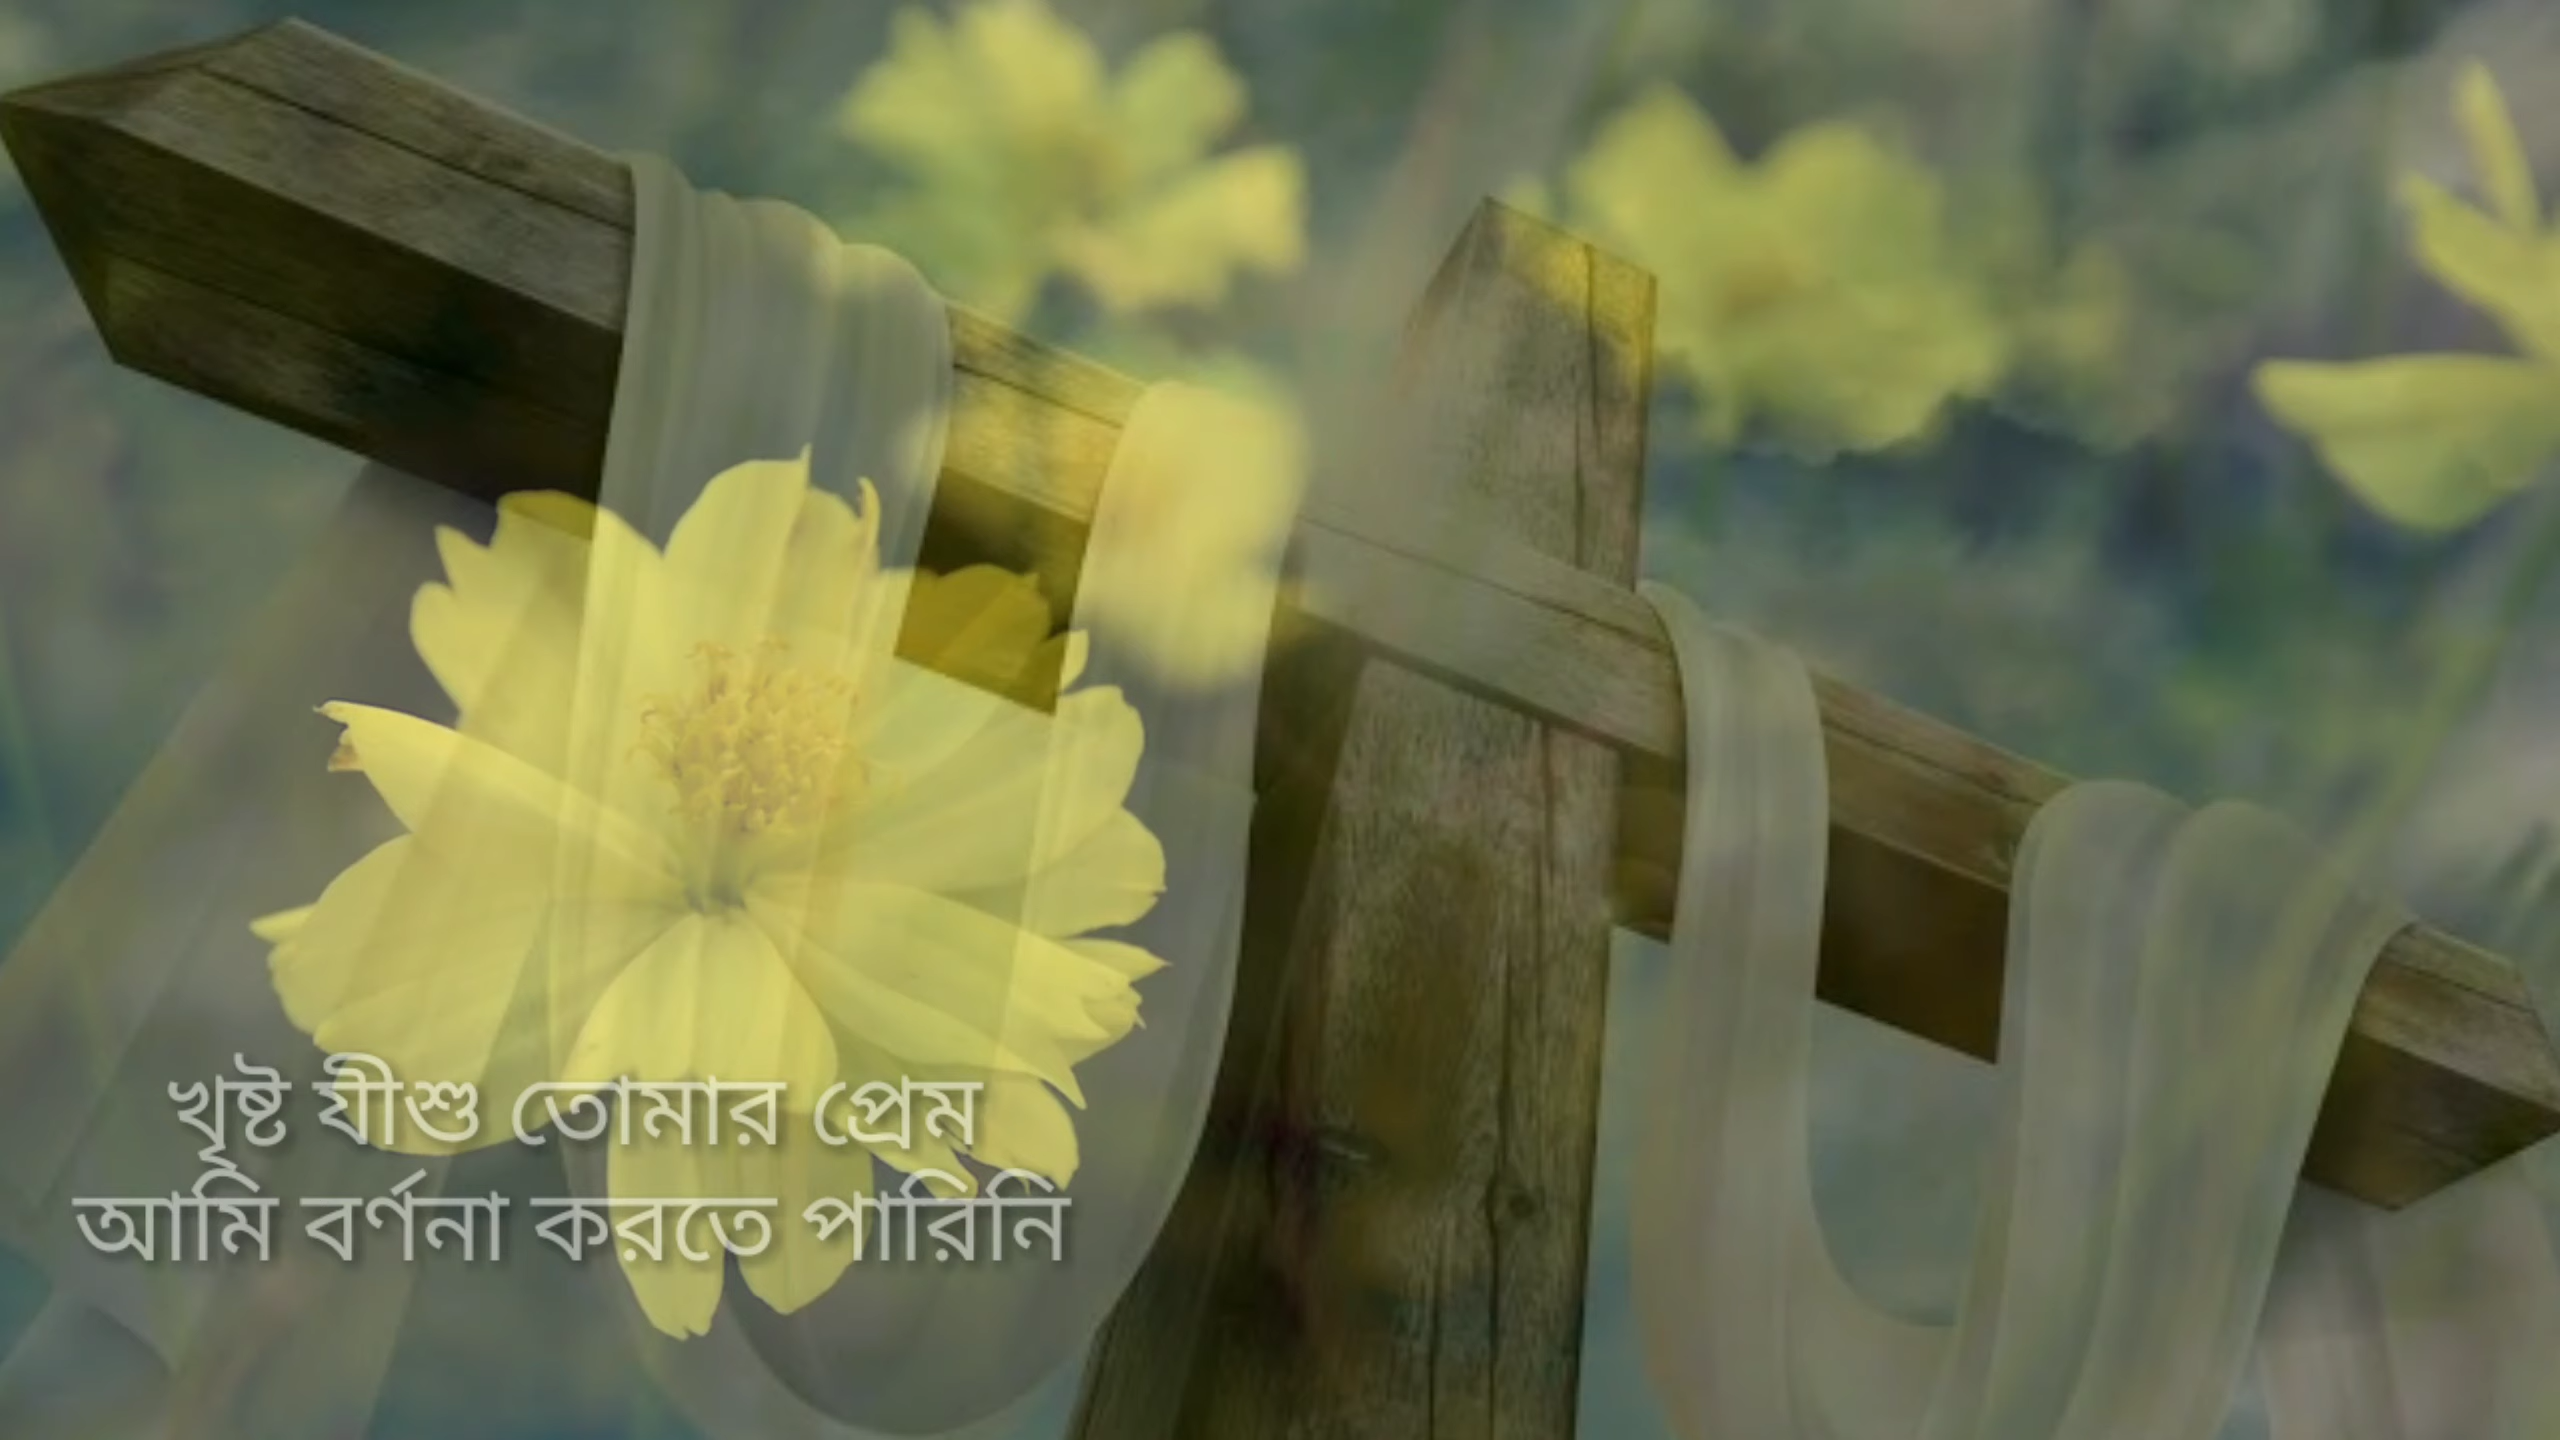 খৃষ্ট যীশু তোমার প্রেম
আমি বর্ণনা করতে পারিনি